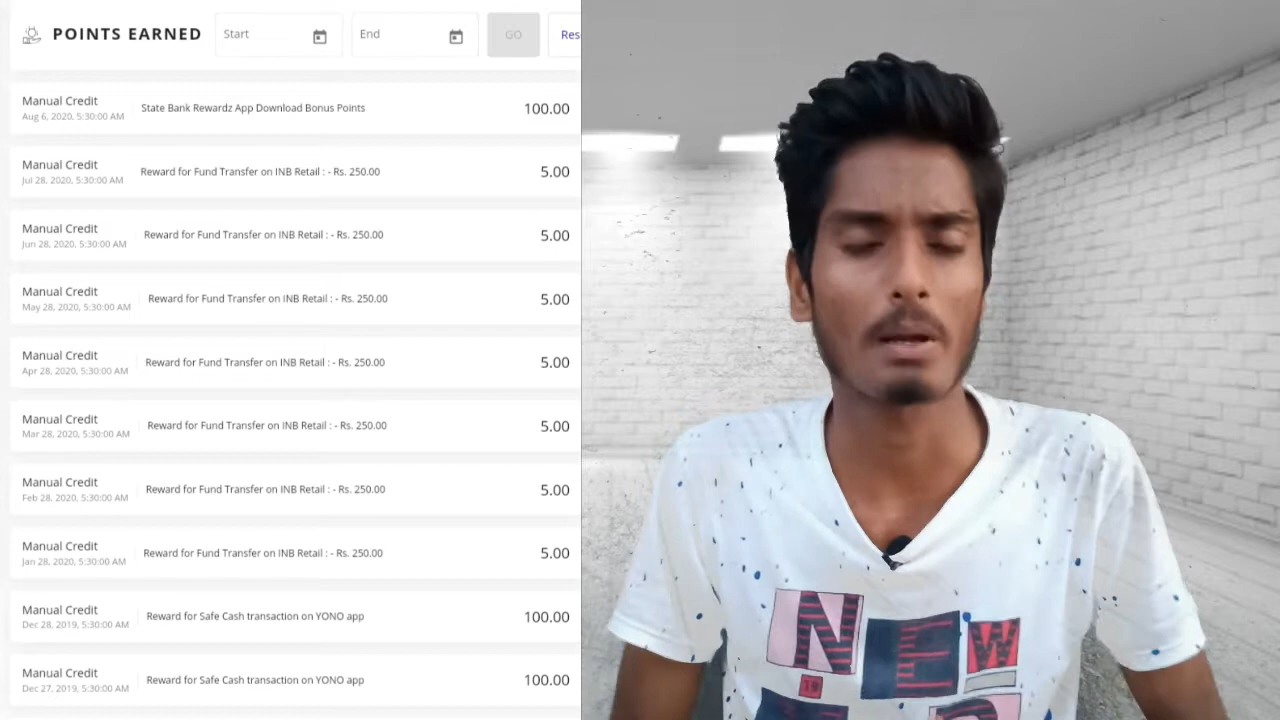 POINTS EARNED
Start
End
GO
Res
Manual Credit
Aug 6, 2020, 5:30:00 AM
State Bank Rewardz App Download Bonus Points
100.00
Manual Credit
Jul 28, 2020, 5:30:00 AM
Reward for Fund Transfer on INB Retail : - Rs. 250.00
5.00
Manual Credit
Jun 28, 2020, 5:30:00 AM
Reward for Fund Transfer on INB Retail : - Rs. 250.00
5.00
Manual Credit
May 28, 2020, 5:30:00 AM
Reward for Fund Transfer on INB Retail : - Rs. 250.00
5.00
Manual Credit
Apr 28, 2020, 5:30:00 AM
Reward for Fund Transfer on INB Retail : - Rs. 250.00
5.00
Manual Credit
Mar 28, 2020, 5:30:00 AM
Reward for Fund Transfer on INB Retail : - Rs. 250.00
5.00
Manual Credit
Feb 28, 2020, 5:30:00 AM
Reward for Fund Transfer on INB Retail : - Rs. 250.00
5.00
Manual Credit
Jan 28, 2020, 5:30:00 AM
Reward for Fund Transfer on INB Retail : - Rs. 250.00
5.00
Manual Credit
Dec 28, 2019, 5:30:00 AM
Reward for Safe Cash transaction on YONO app
100.00
Manual Credit
Dec 27, 2019, 5:30:00 AM
Reward for Safe Cash transaction on YONO app
100.00
NEW
19